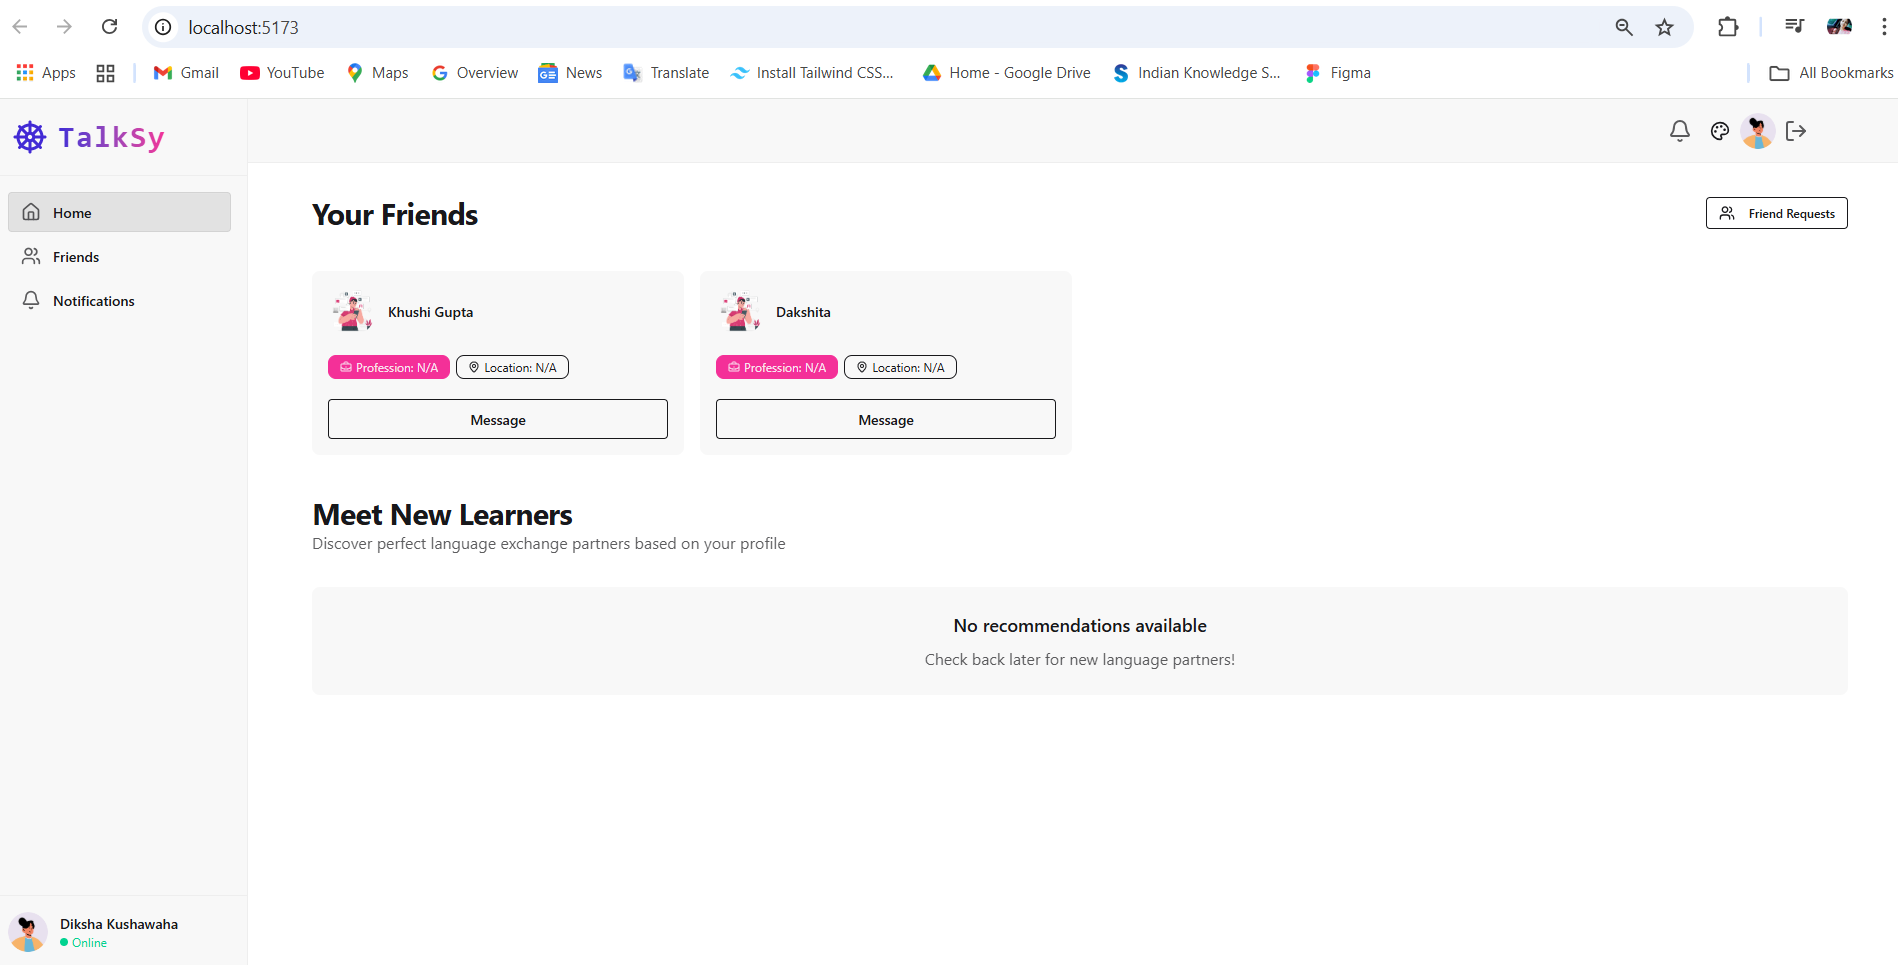 localhost:5173
Apps
Gmail
YouTube
Maps
Overview
News
Translate
Install Tailwind CSS...
Home - Google Drive
Indian Knowledge S...
Figma
All Bookmarks
TalkSy
Home
Friends
Notifications
Your Friends
Friend Requests
Khushi Gupta
Profession: N/A
Location: N/A
Message
Dakshita
Profession: N/A
Location: N/A
Message
Meet New Learners
Discover perfect language exchange partners based on your profile
No recommendations available
Check back later for new language partners!
Diksha Kushawaha
Online